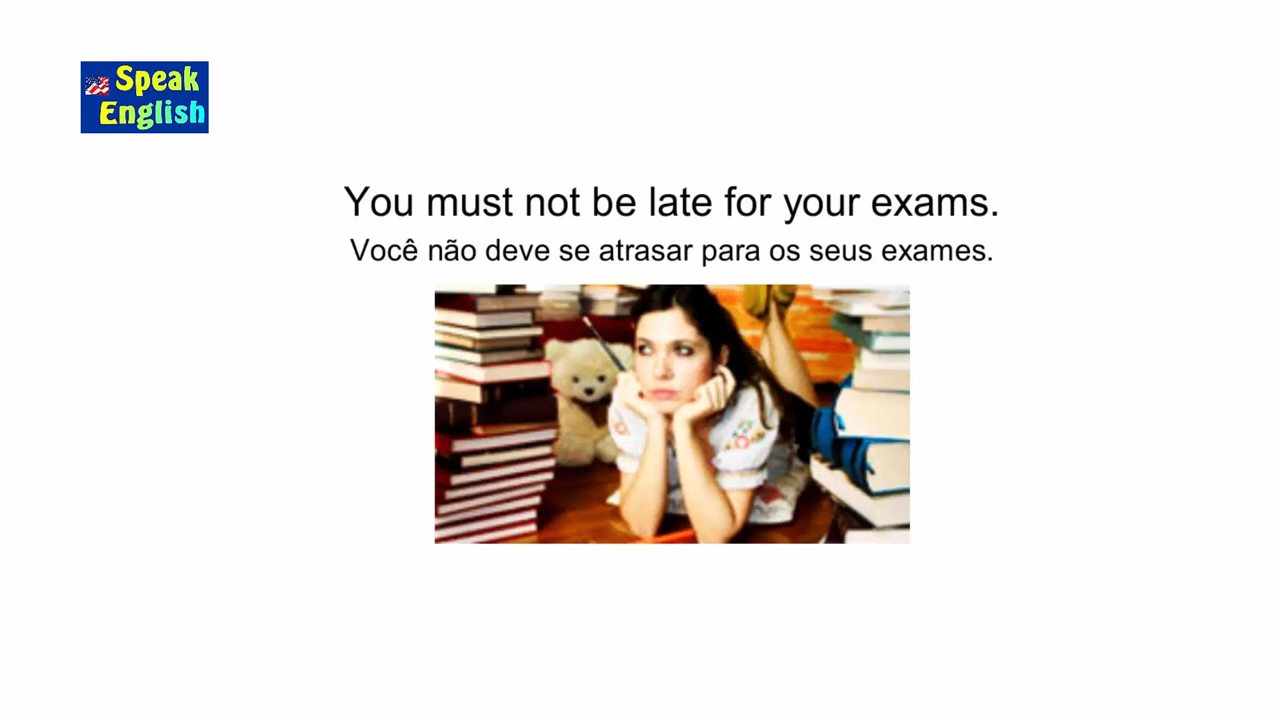 Speak
English
You must not be late for your exams.
Você não deve se atrasar para os seus exames.